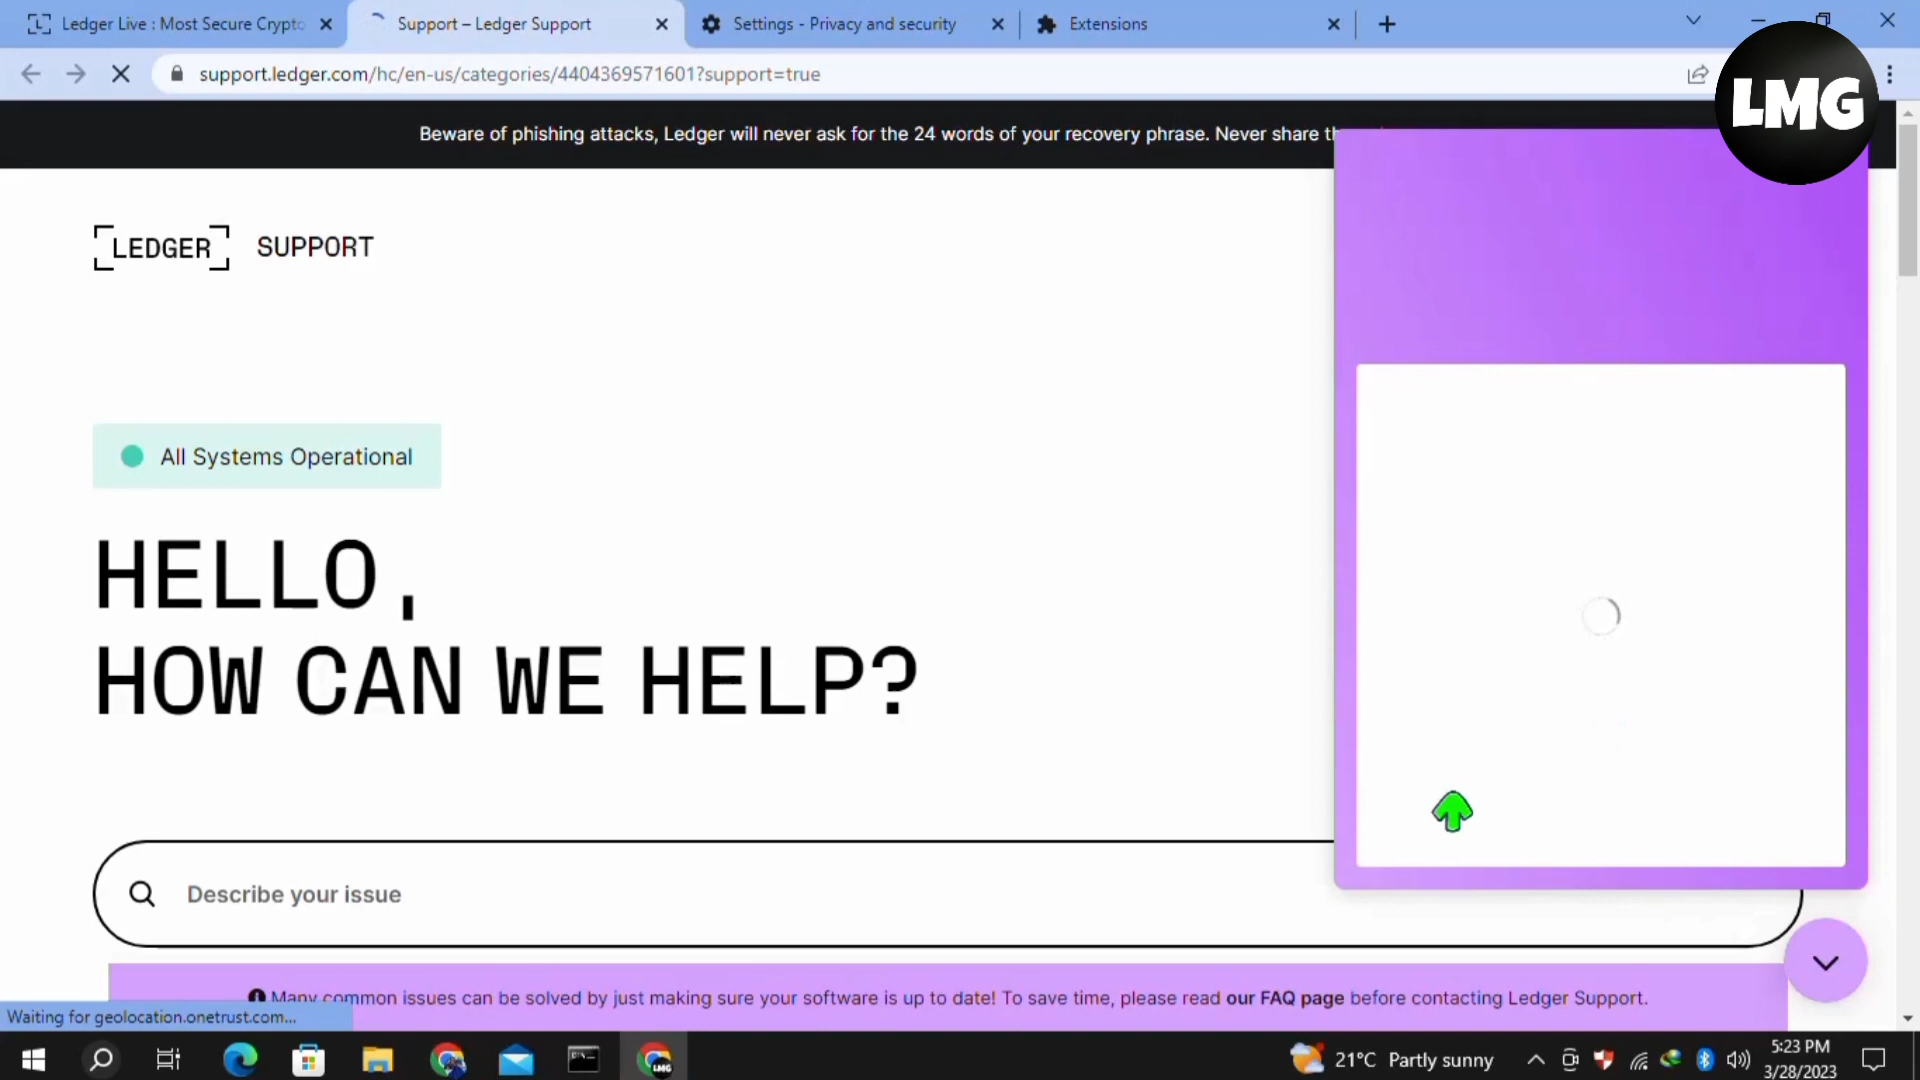 Ledger Live : Most Secure Crypto
Support – Ledger Support
Settings - Privacy and security
Extensions
support.ledger.com/hc/en-us/categories/4404369571601?support=true
LMG
Beware of phishing attacks, Ledger will never ask for the 24 words of your recovery phrase. Never share
LEDGER SUPPORT
All Systems Operational
HELLO,
HOW CAN WE HELP?
Describe your issue
Many common issues can be solved by just making sure your software is up to date! To save time, please read our FAQ page before contacting Ledger Support.
Waiting for geolocation.onetrust.com...
21°C Partly sunny
5:23 PM
3/28/2023